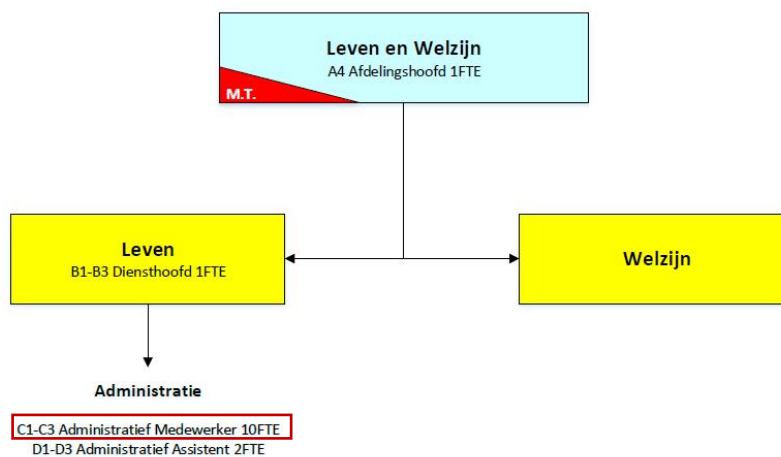 Leven en Welzijn
A4 Afdelingshoofd 1FTE
M.T.
Leven
B1-B3 Diensthoofd 1FTE
Welzijn
Administratie
C1-C3 Administratief Medewerker 10FTE
D1-D3 Administratief Assistent 2FTE